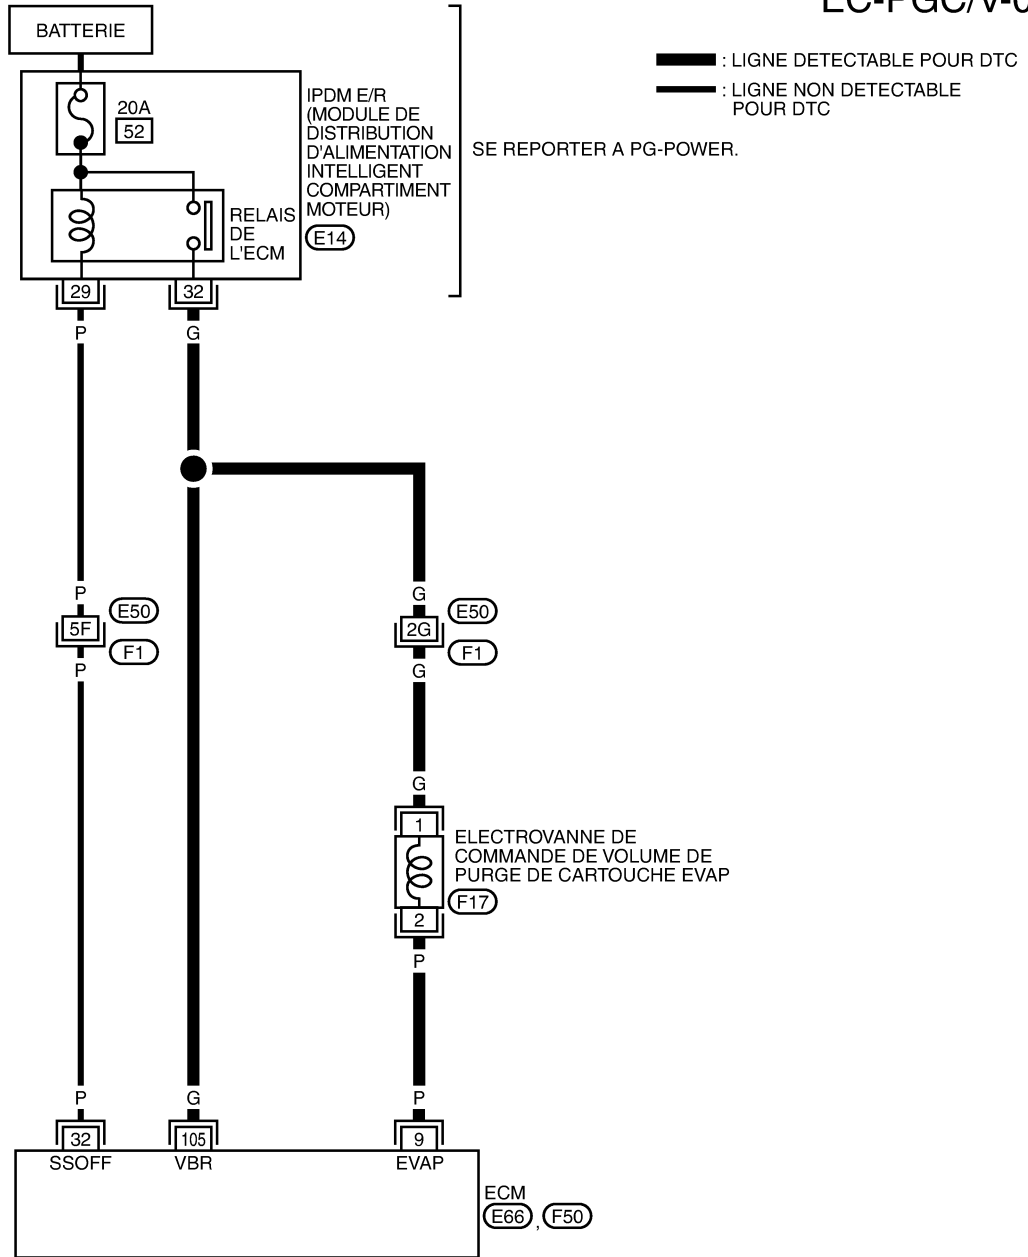 EC-PGC/V-0
BATTERIE
: LIGNE DETECTABLE POUR DTC
: LIGNE NON DETECTABLE
POUR DTC
20A
52
IPDM E/R
(MODULE DE
DISTRIBUTION
D'ALIMENTATION
INTELLIGENT
COMPARTIMENT
MOTEUR)
E14
SE REPORTER A PG-POWER.
RELAIS
DE
L'ECM
29
32
P
G
P
G
5F
E50
2G
E50
F1
F1
P
G
G
1
ELECTROVANNE DE
COMMANDE DE VOLUME DE
PURGE DE CARTOUCHE EVAP
F17
2
P
P
G
P
32
105
9
SSOFF
VBR
EVAP
ECM
E66 , F50